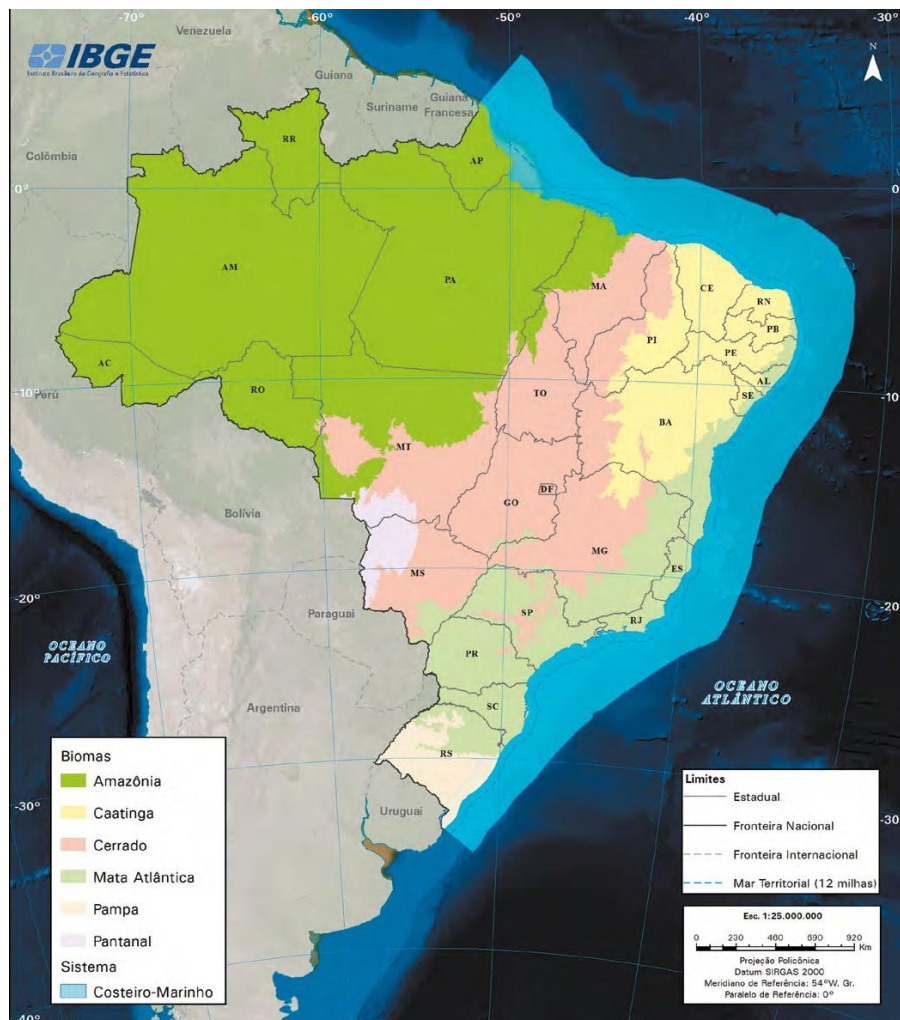 -70°
-60°
-50°
-40°
-30°
IBGE
Instituto Brasileiro de Geografia e Estatística
N
Venezuela
Guiana
Suriname
Guiana
Francesa
Colômbia
RR
AP
0°
0°
AM
PA
MA
CE
RN
PB
PI
PE
AC
AL
RO
TO
SE
Perú
-10°
-10°
BA
MT
DF
GO
Bolívia
MG
ES
MS
-20°
-20°
SP
Paraguai
RJ
OCEANO
PACÍFICO
PR
OCEANO
ATLÂNTICO
Argentina
SC
RS
Uruguai
-30°
-30°
-40°
Biomas
Amazônia
Caatinga
Cerrado
Mata Atlântica
Pampa
Pantanal
Sistema
Costeiro-Marinho
Limites
Estadual
Fronteira Nacional
Fronteira Internacional
Mar Territorial (12 milhas)
Esc. 1:25.000.000
0 230 460 690 920
Km
Projeção Policônica
Datum SIRGAS 2000
Meridiano de Referência: 54°W. Gr.
Paralelo de Referência: 0°